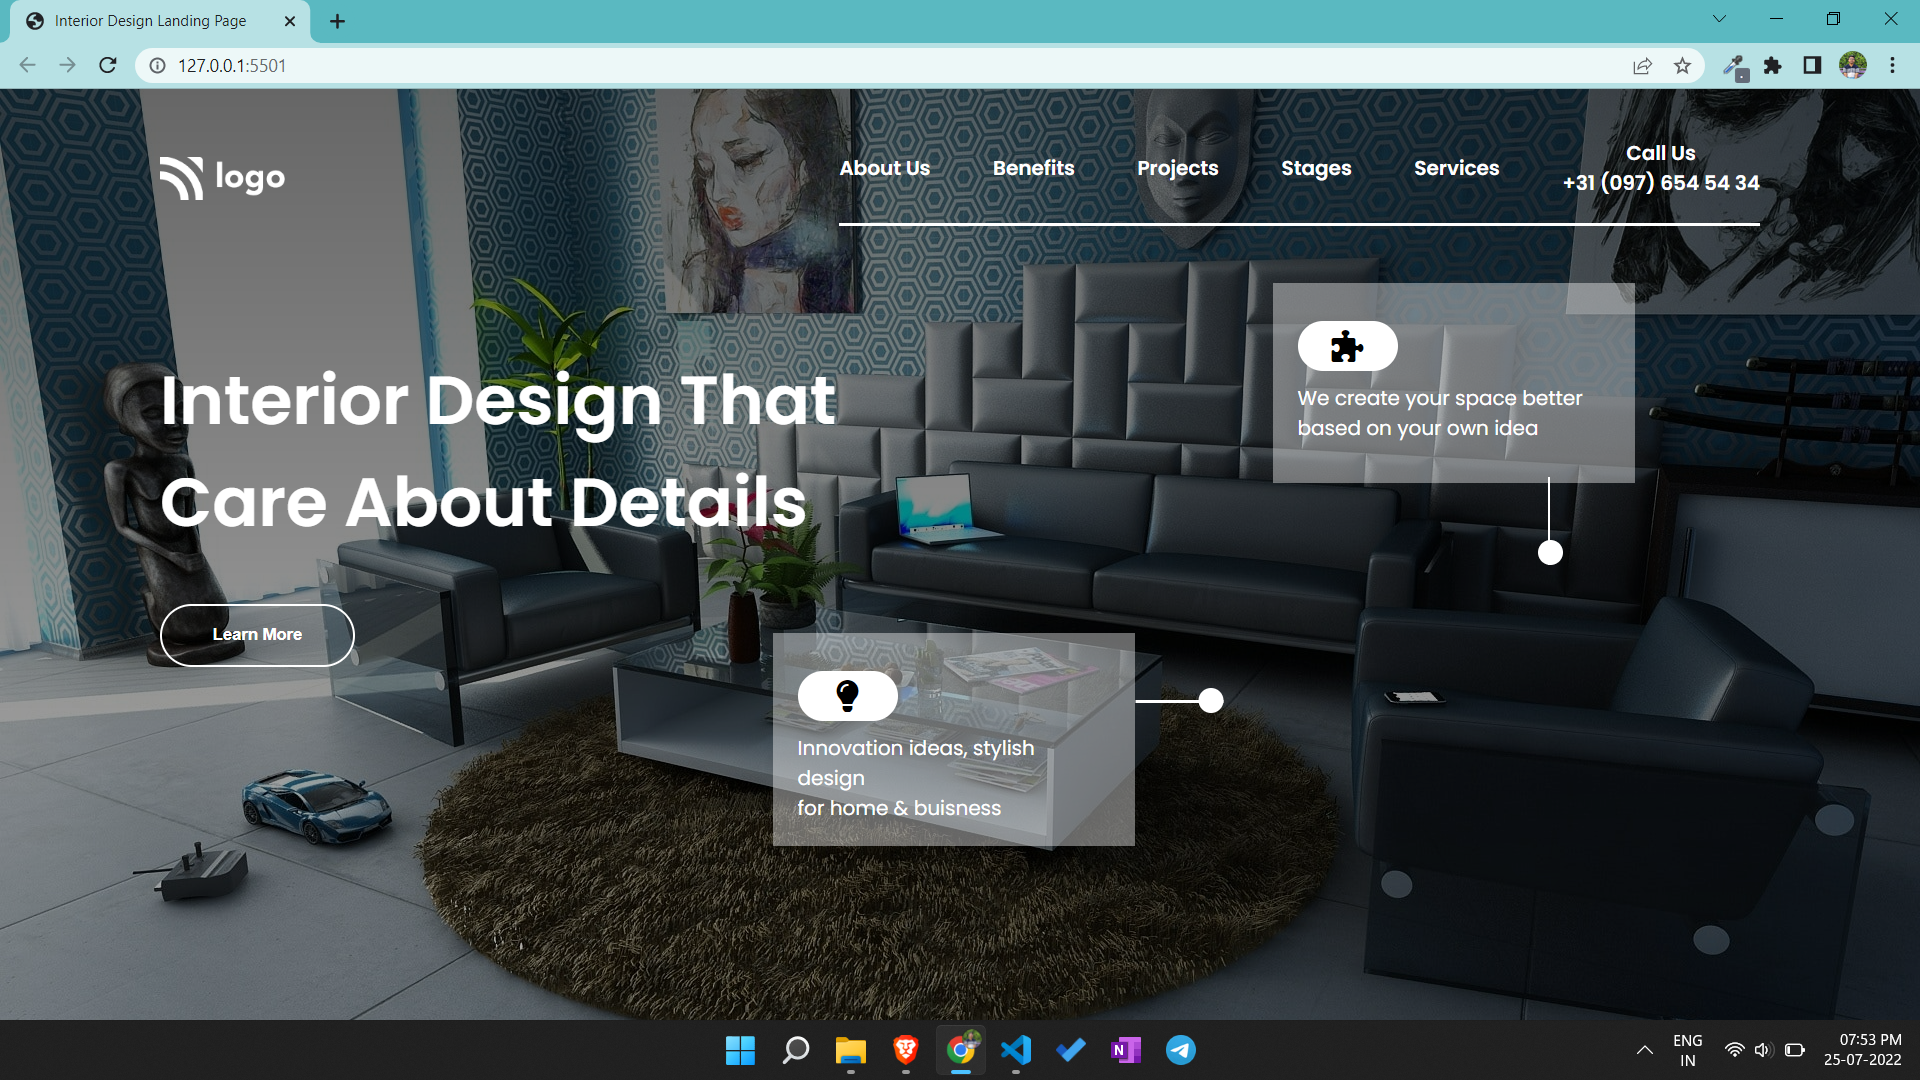 Interior Design Landing Page
127.0.0.1:5501
logo
About Us
Benefits
Projects
Stages
Services
Call Us
+31 (097) 654 54 34
Interior Design That
Care About Details
Learn More
We create your space better
based on your own idea
Innovation ideas, stylish
design
for home & buisness
N
ENG
IN
07:53 PM
25-07-2022